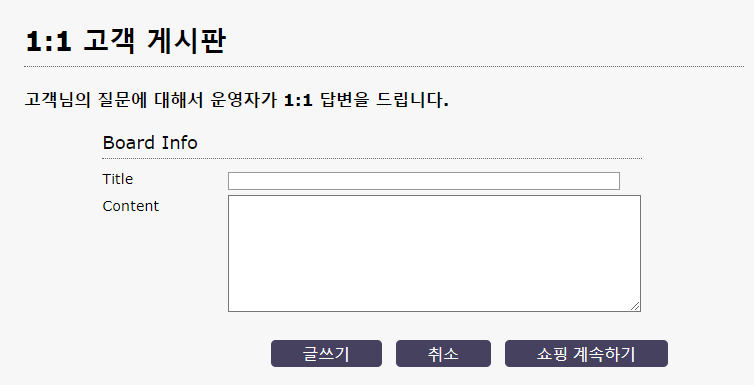 1:1 고객 게시판
고객님의 질문에 대해서 운영자가 1:1 답변을 드립니다.
Board Info
Title
Content
글쓰기 취소 쇼핑 계속하기